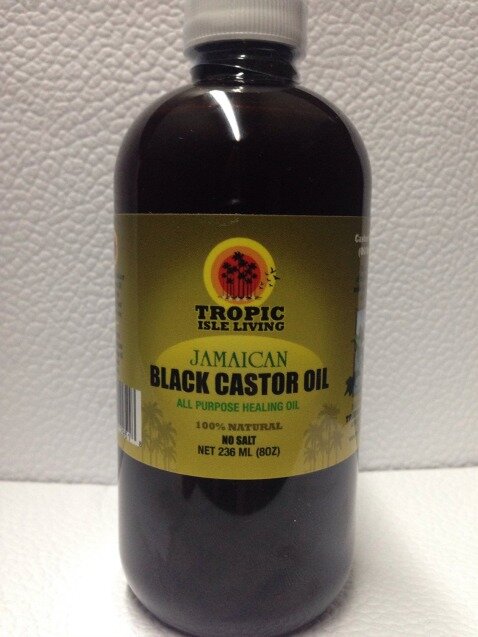 TROPIC
ISLE LIVING
JAMAICAN
BLACK CASTOR OIL
ALL PURPOSE HEALING OIL
100% NATURAL
NO SALT
NET 236 ML (8OZ)